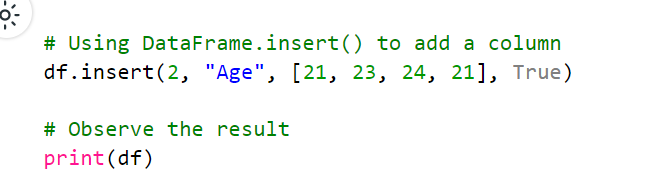 # Using DataFrame.insert() to add a column
df.insert(2, "Age", [21, 23, 24, 21], True)
# Observe the result
print(df)